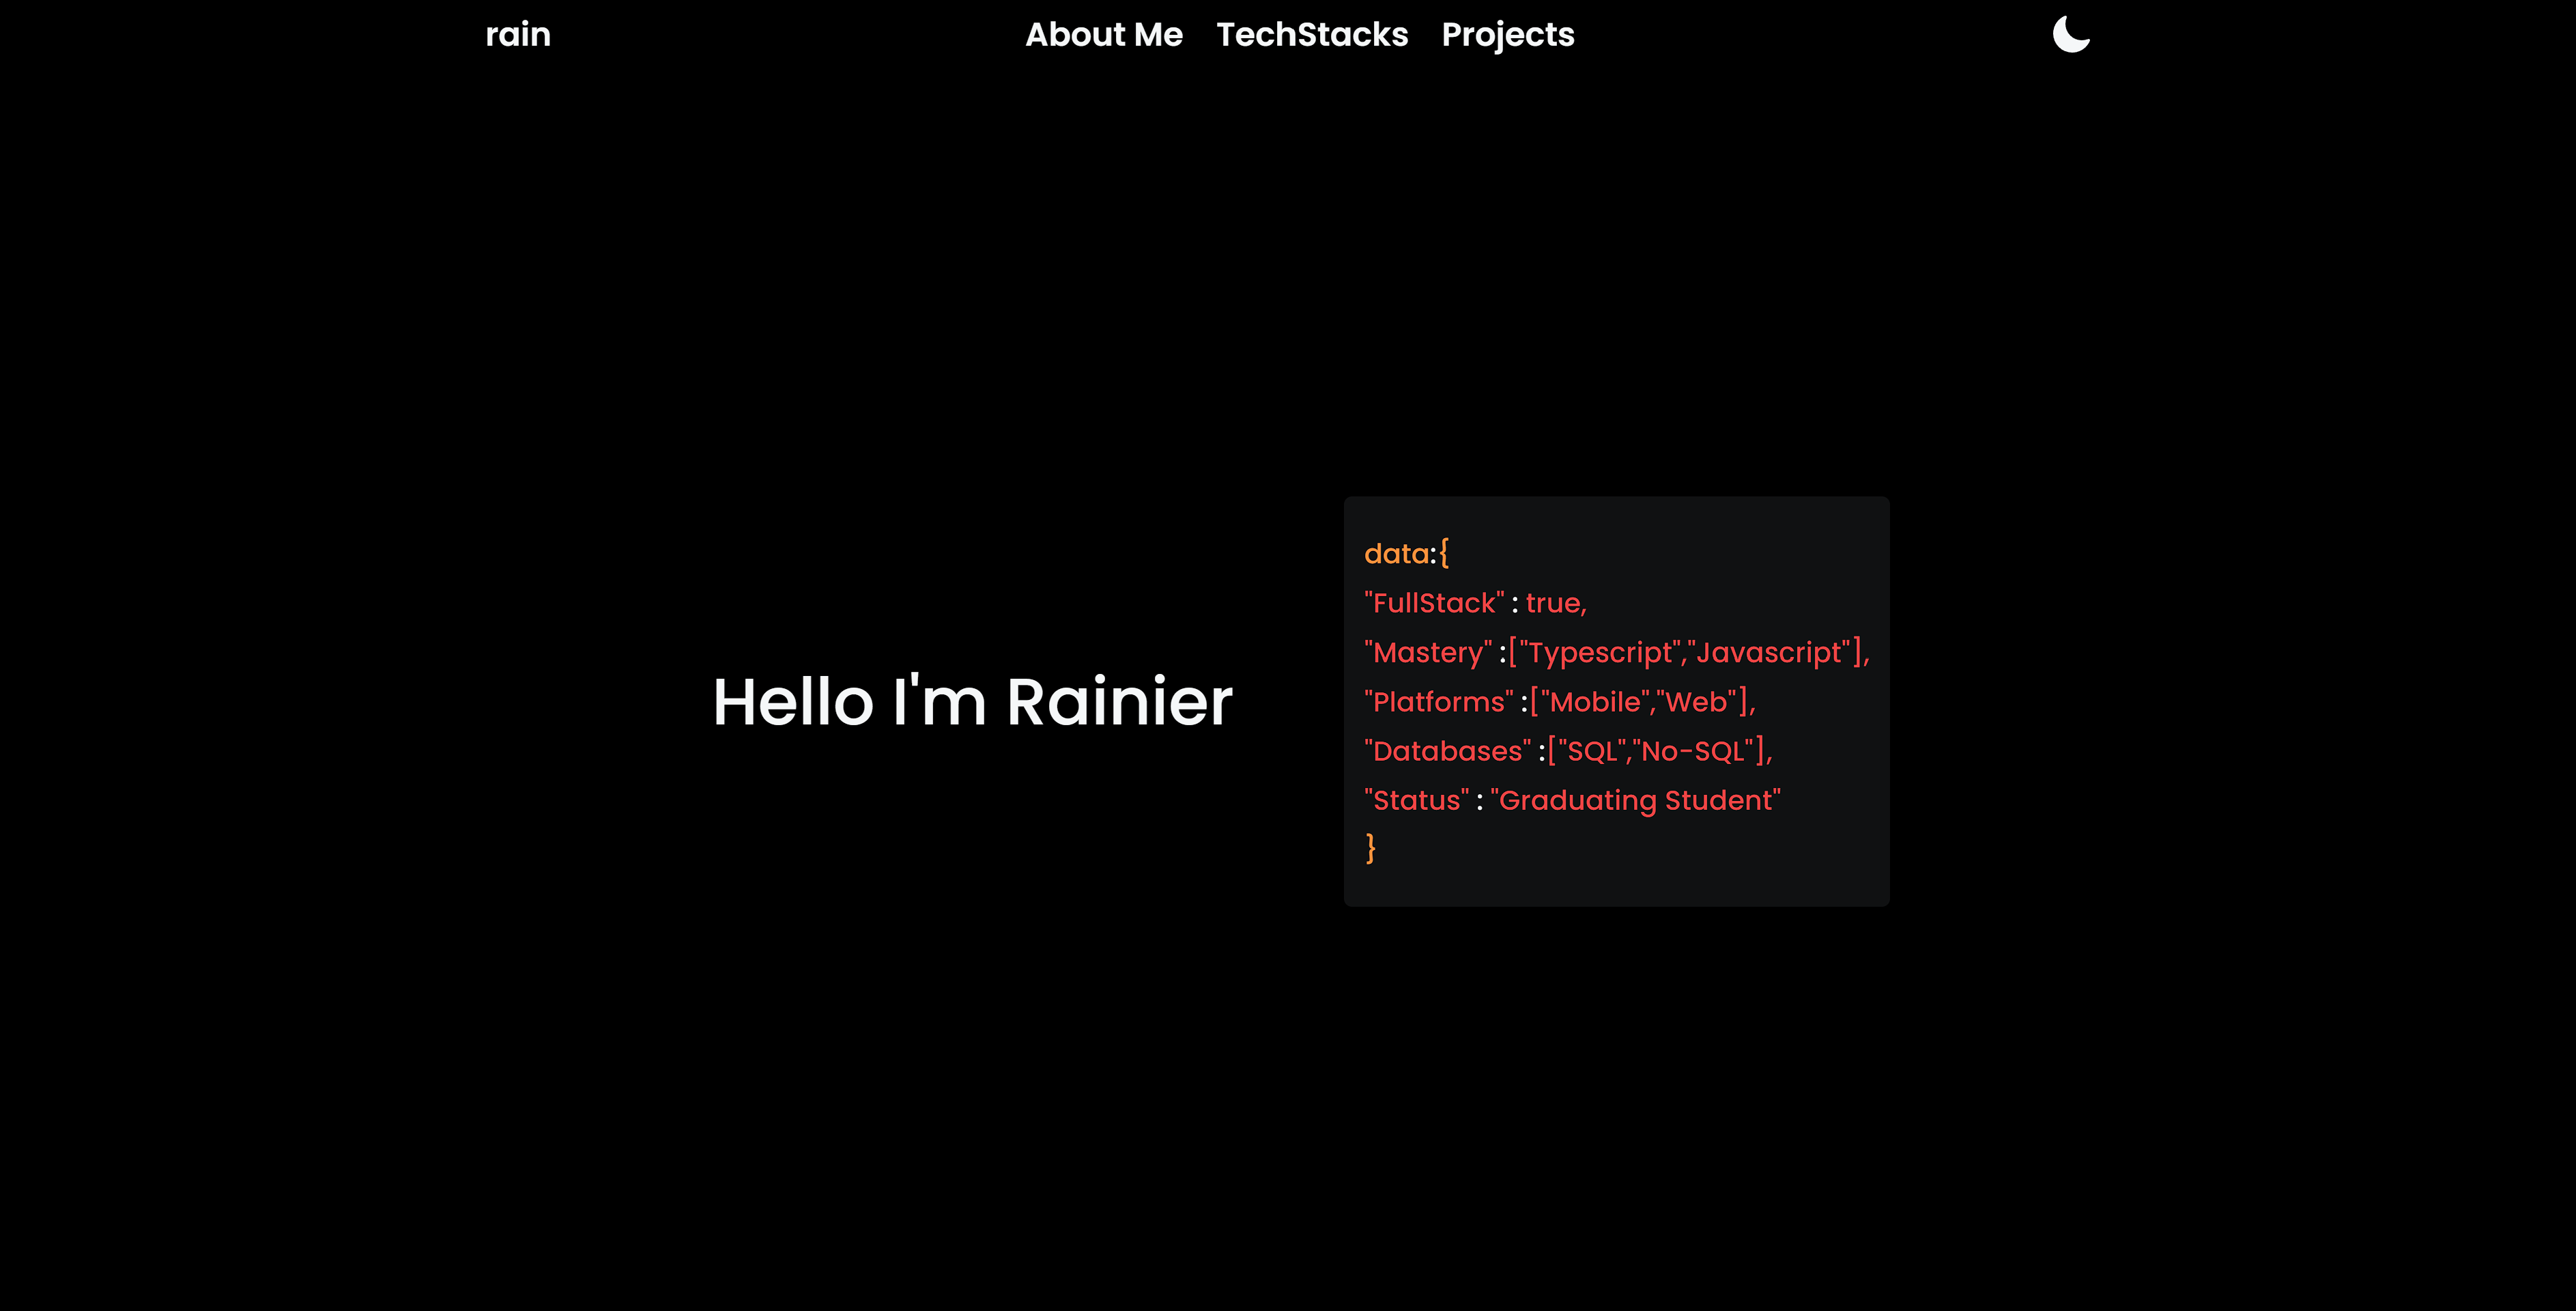 rain
About Me
TechStacks
Projects
Hello I'm Rainier
data:{
"FullStack" : true,
"Mastery" :["Typescript","Javascript"],
"Platforms" :["Mobile","Web"],
"Databases" :["SQL","No-SQL"],
"Status" : "Graduating Student"
}